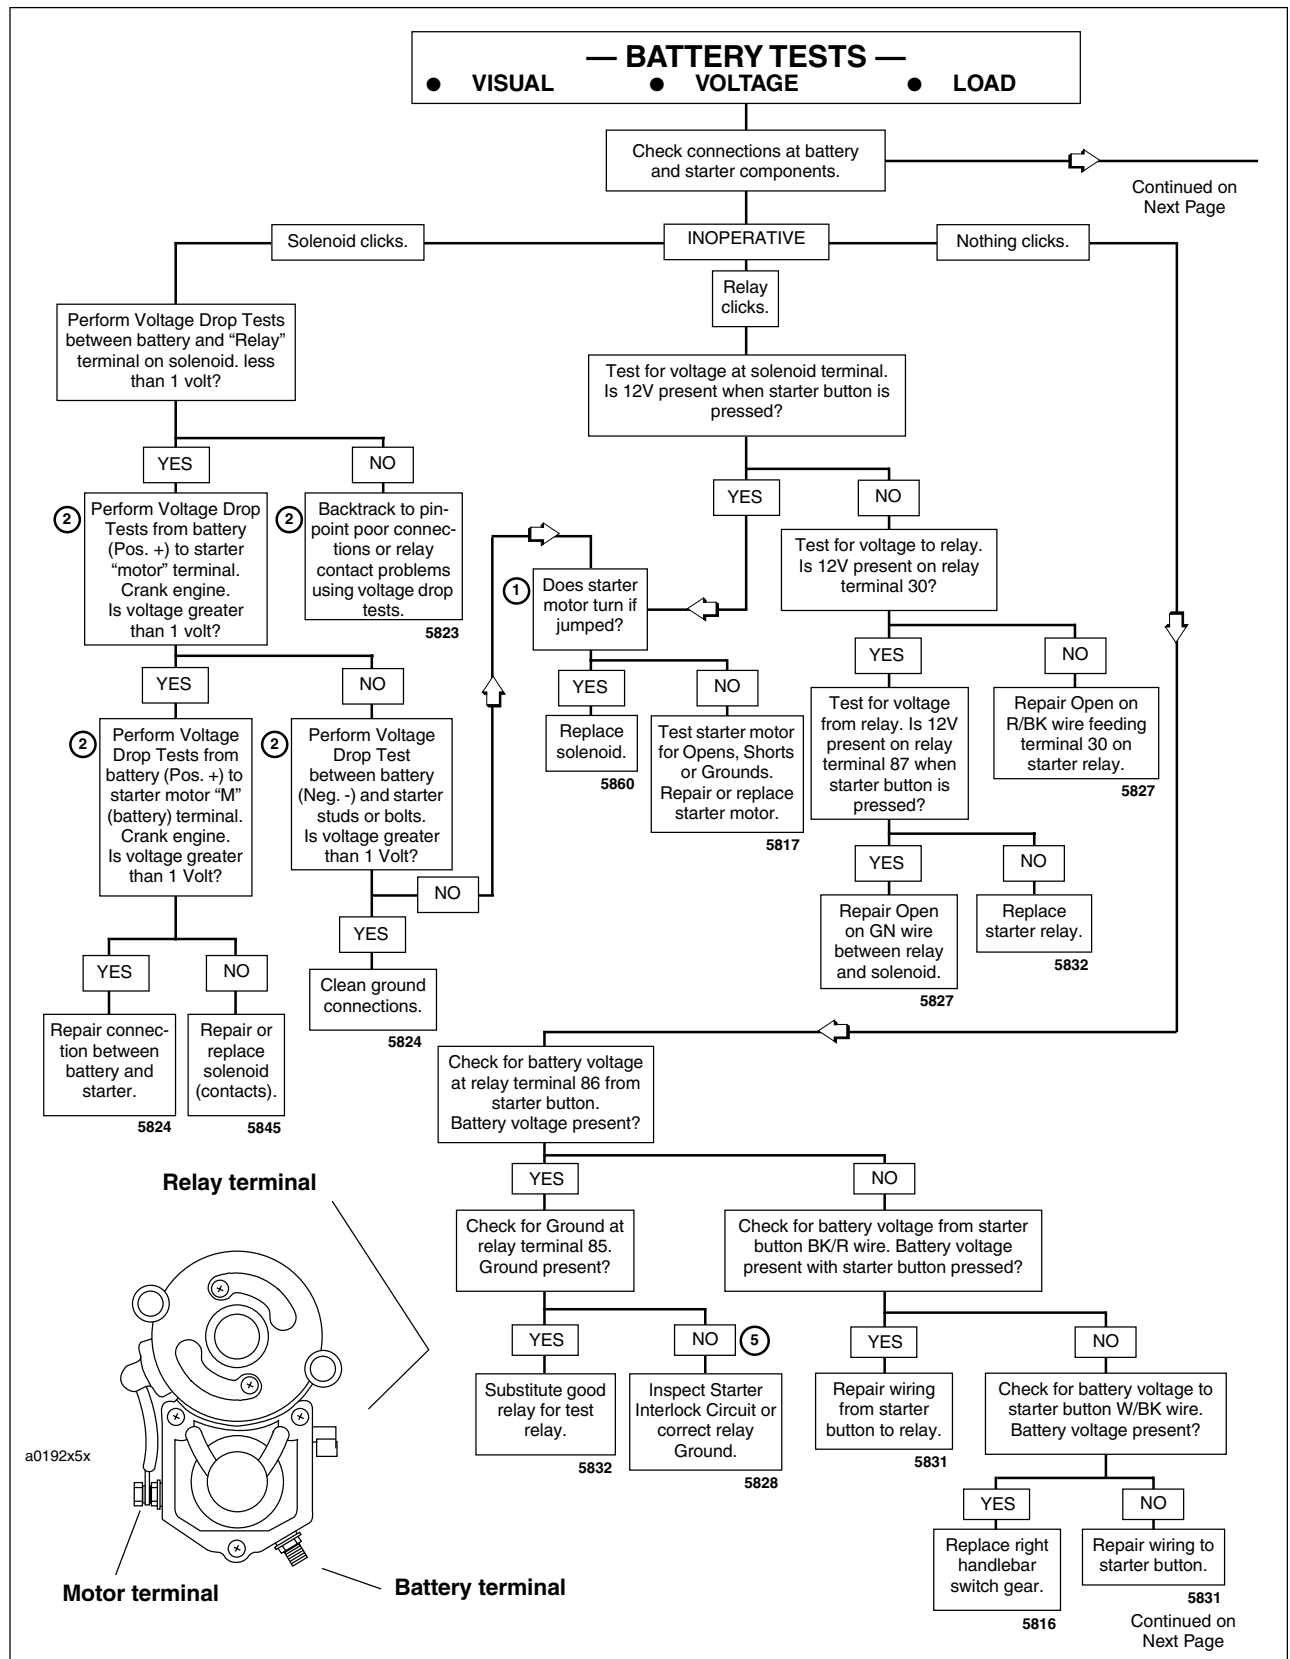 — BATTERY TESTS —
● VISUAL ● VOLTAGE ● LOAD
Check connections at battery
and starter components.
Continued on
Next Page
Solenoid clicks.
INOPERATIVE
Nothing clicks.
Relay
clicks.
Perform Voltage Drop Tests
between battery and “Relay”
terminal on solenoid. less
than 1 volt?
Test for voltage at solenoid terminal.
Is 12V present when starter button is
pressed?
YES
NO
YES
NO
2
Perform Voltage Drop
Tests from battery
(Pos. +) to starter
“motor” terminal.
Crank engine.
Is voltage greater
than 1 volt?
2
Backtrack to pin-
point poor connec-
tions or relay
contact problems
using voltage drop
tests.
5823
1
Does starter
motor turn if
jumped?
Test for voltage to relay.
Is 12V present on relay
terminal 30?
YES
NO
YES
NO
YES
NO
2
Perform Voltage
Drop Tests from
battery (Pos. +) to
starter motor “M”
(battery) terminal.
Crank engine.
Is voltage greater
than 1 Volt?
2
Perform Voltage
Drop Test
between battery
(Neg. -) and starter
studs or bolts.
Is voltage greater
than 1 Volt?
Replace
solenoid.
5860
Test starter motor
for Opens, Shorts
or Grounds.
Repair or replace
starter motor.
5817
Test for voltage
from relay. Is 12V
present on relay
terminal 87 when
starter button is
pressed?
Repair Open on
R/BK wire feeding
terminal 30 on
starter relay.
5827
NO
YES
YES
NO
Repair Open
on GN wire
between relay
and solenoid.
5827
Replace
starter relay.
5832
YES
NO
Clean ground
connections.
5824
Repair connec-
tion between
battery and
starter.
5824
Repair or
replace
solenoid
(contacts).
5845
Check for battery voltage
at relay terminal 86 from
starter button.
Battery voltage present?
YES
NO
Relay terminal
Check for Ground at
relay terminal 85.
Ground present?
Check for battery voltage from starter
button BK/R wire. Battery voltage
present with starter button pressed?
YES
NO
5
YES
NO
Substitute good
relay for test
relay.
5832
Inspect Starter
Interlock Circuit or
correct relay
Ground.
5828
Repair wiring
from starter
button to relay.
5831
Check for battery voltage to
starter button W/BK wire.
Battery voltage present?
a0192x5x
YES
NO
Replace right
handlebar
switch gear.
5816
Repair wiring to
starter button.
5831
Motor terminal
Battery terminal
Continued on
Next Page